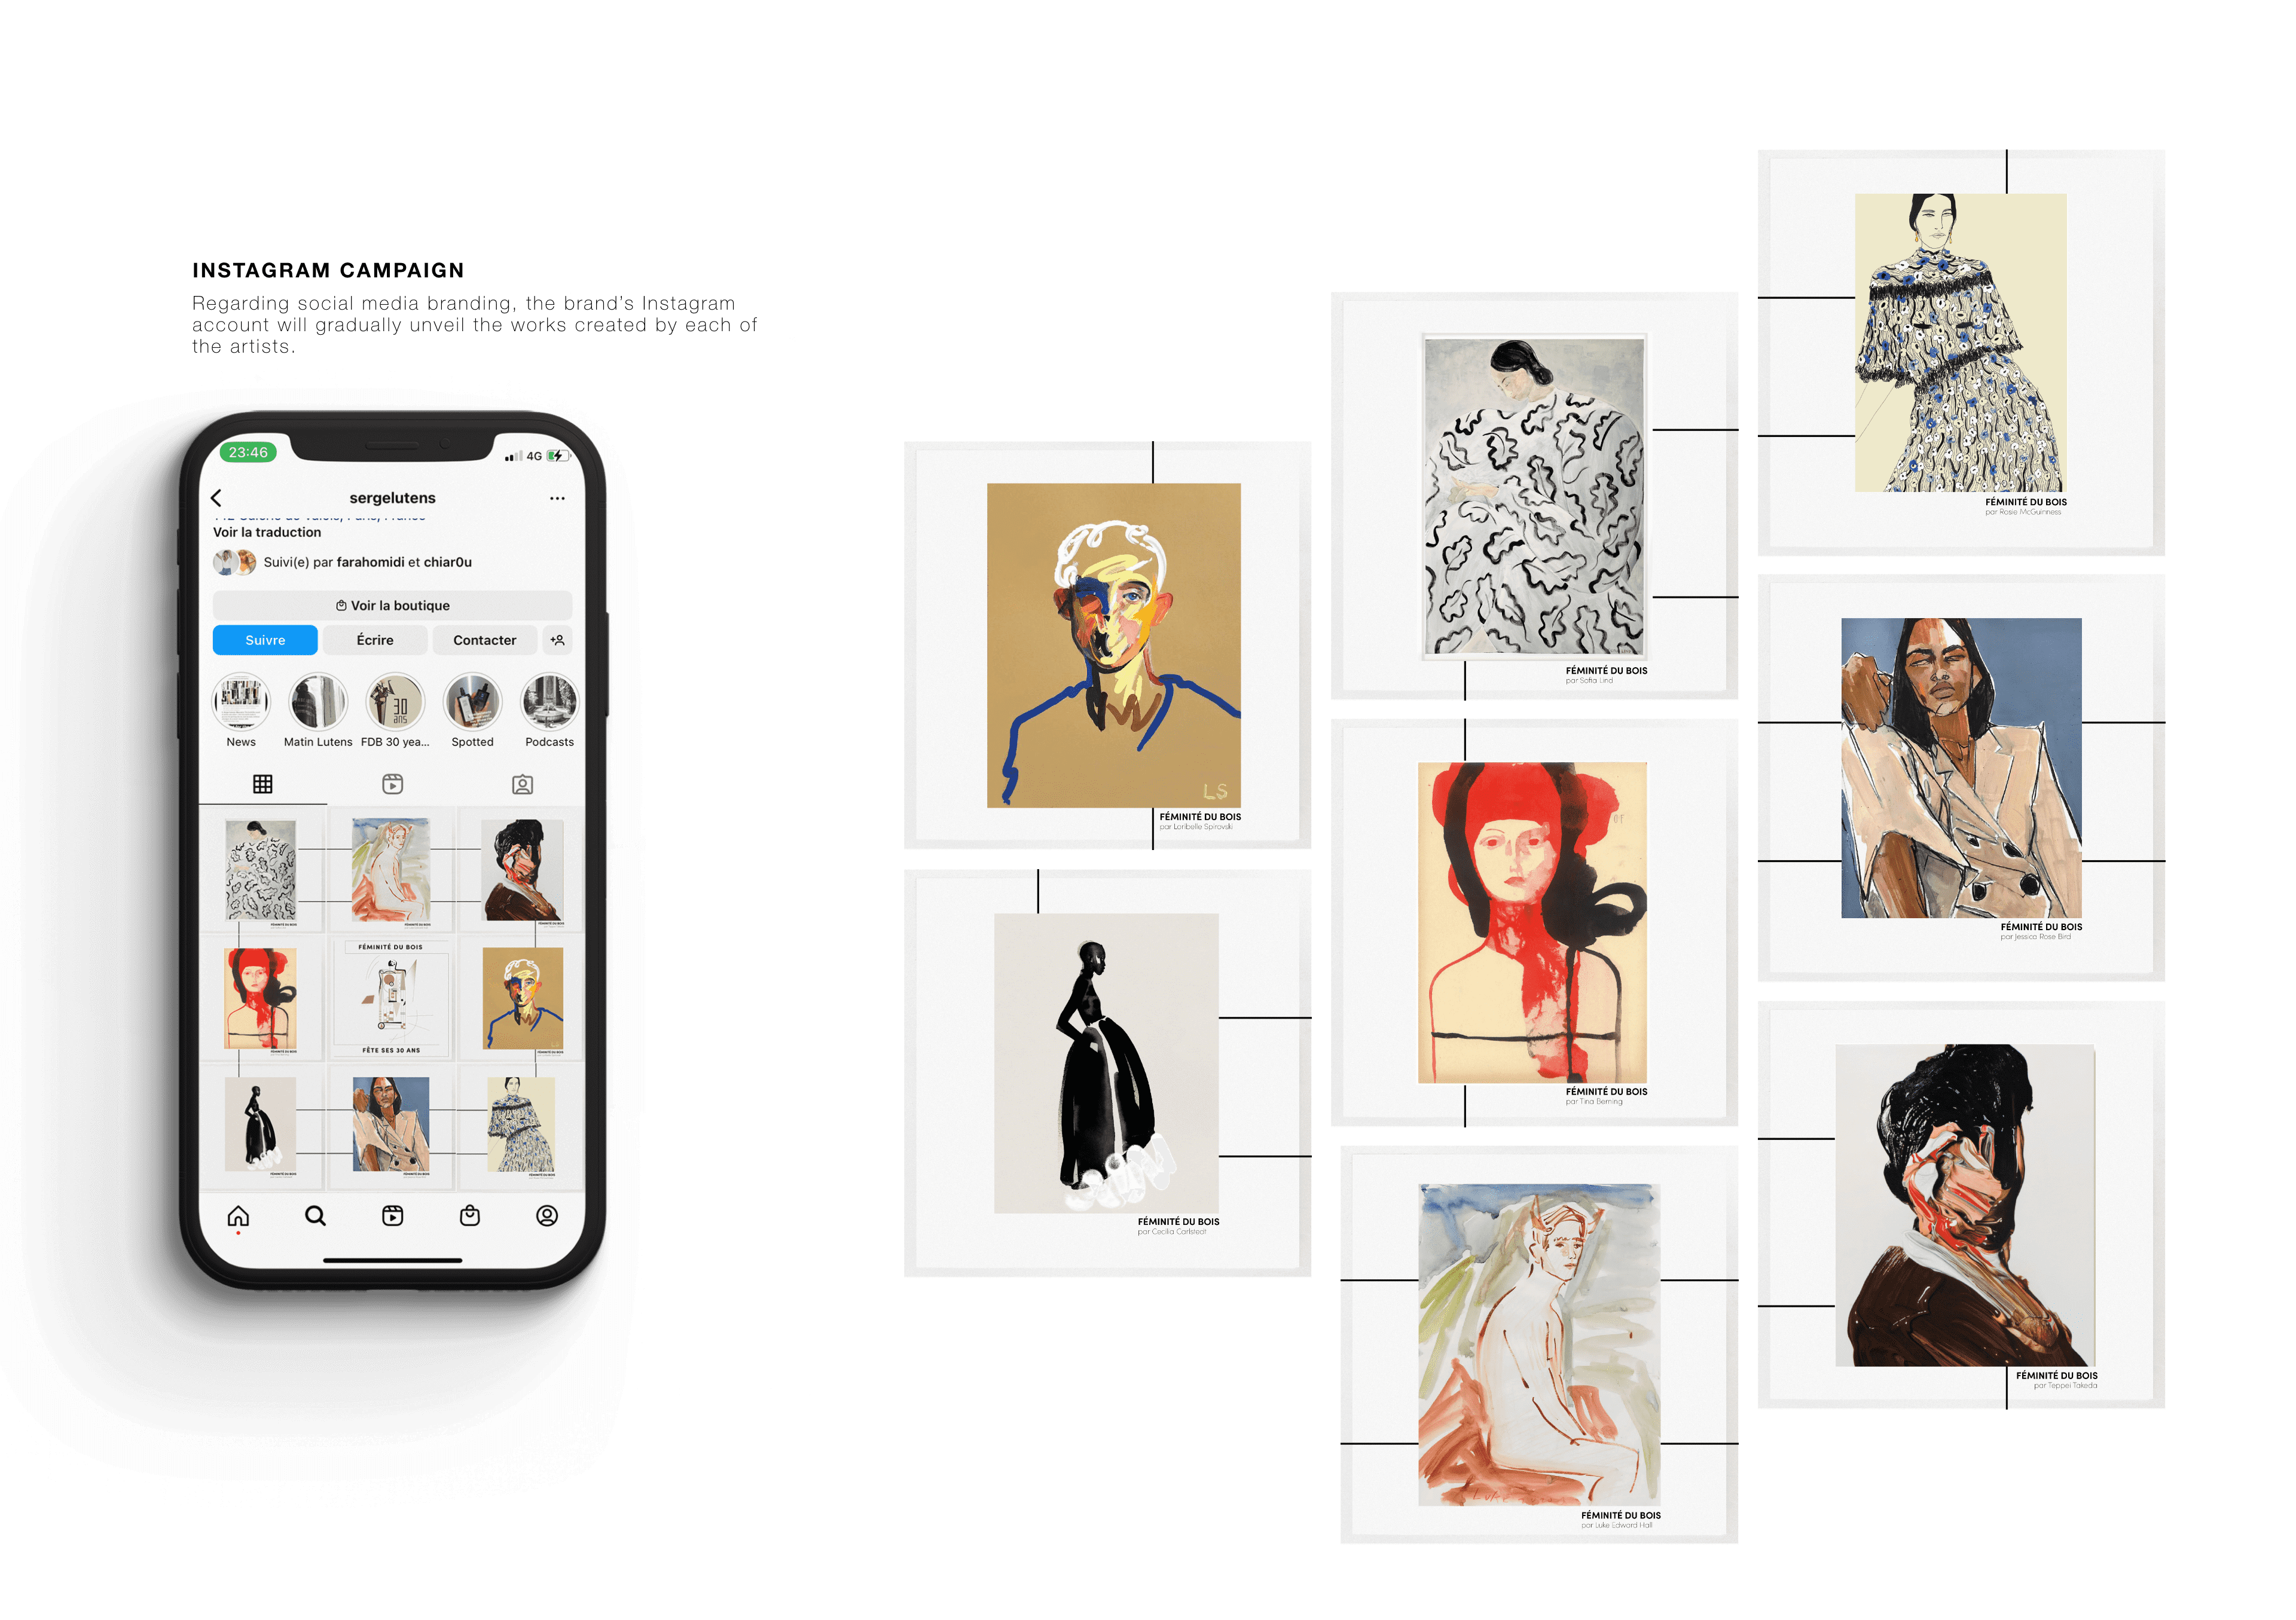 INSTAGRAM CAMPAIGN
Regarding social media branding, the brand's Instagram
account will gradually unveil the works created by each of
the artists.
23:46
4G
sergelutens
Voir la traduction
Suivi(e) par farahomidi et chiar0u
Voir la boutique
Suivre
Écrire
Contacter
30
ans
News
Matin Lutens
FDB 30 yea...
Spotted
Podcasts
FÉMINITÉ DU BOIS
FÊTE SES 30 ANS
LS
FÉMINITÉ DU BOIS
par Loribelle Spirovski
FÉMINITÉ DU BOIS
par Cecilia Carlstedt
FÉMINITÉ DU BOIS
par Sofia Lind
FÉMINITÉ DU BOIS
par Tina Berning
Luke
FÉMINITÉ DU BOIS
par Luke Edward Hall
FÉMINITÉ DU BOIS
par Rosie McGuinness
FÉMINITÉ DU BOIS
par Jessica Rose Bird
FÉMINITÉ DU BOIS
par Teppei Takeda